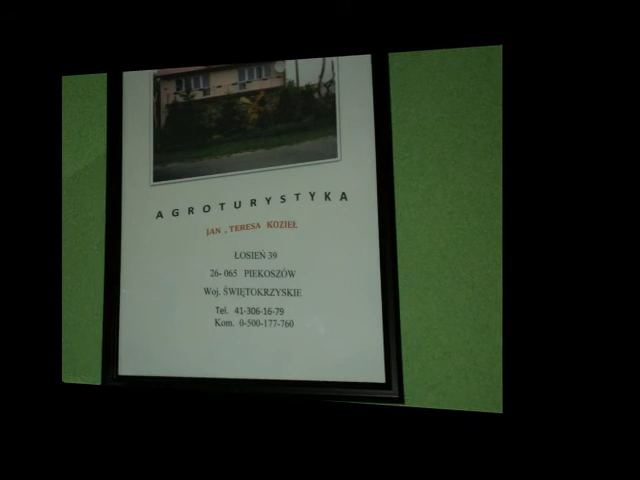 AGROTURYSTYKA
JAN , TERESA KOZIEŁ
ŁOSIEŃ 39
26- 065 PIEKOSZÓW
Woj. ŚWIĘTOKRZYSKIE
Tel. 41-306-16-79
Kom. 0-500-177-760